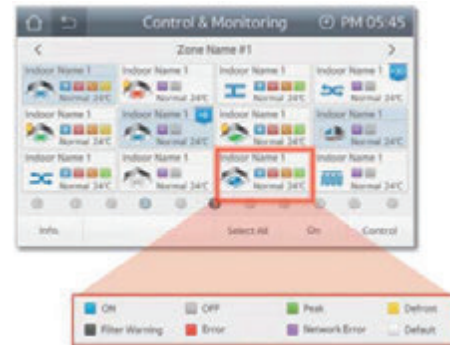 Control & Monitoring PM 05:45
Zone Name #1
Indoor Name 1 Indoor Name 1 Indoor Name 1 Indoor Name 1
Normal 24°C Normal 24°C Normal 24°C Normal 24°C
Indoor Name 1 Indoor Name 1 Indoor Name 1 Indoor Name 1
Normal 24°C Normal 24°C Normal 24°C Normal 24°C
Indoor Name 1 Indoor Name 1 Indoor Name 1 Indoor Name 1
Normal 24°C Normal 24°C Normal 24°C Normal 24°C
Info. Select All On Control
ON OFF Peak Defrost
Filter Warning Error Network Error Default